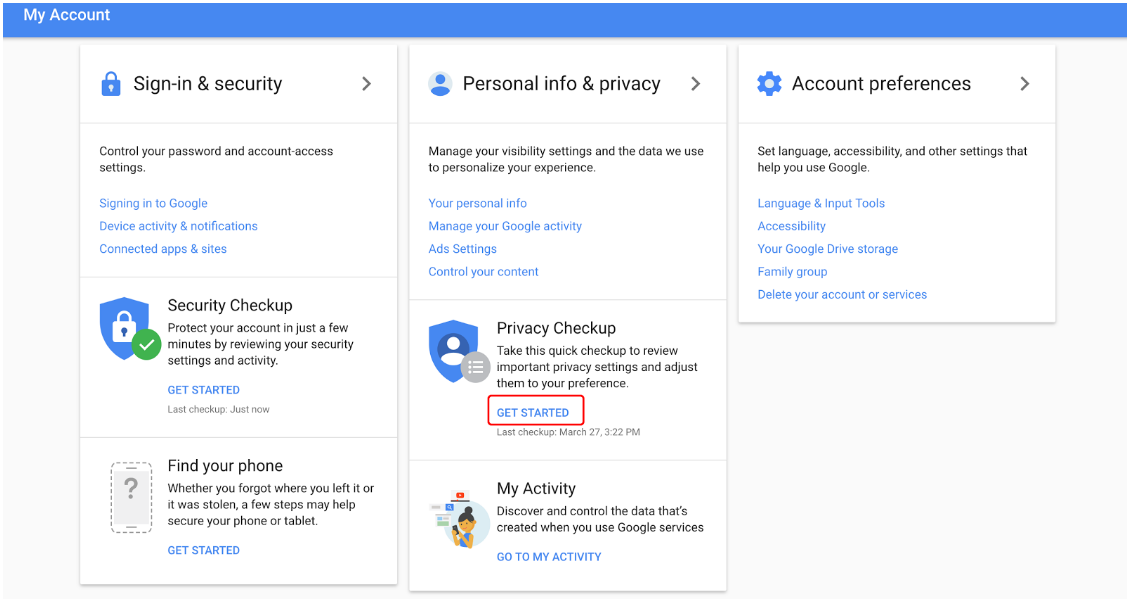 My Account
Sign-in & security
Control your password and account-access
settings.
Signing in to Google
Device activity & notifications
Connected apps & sites
Security Checkup
Protect your account in just a few
minutes by reviewing your security
settings and activity.
GET STARTED
Last checkup: Just now
Find your phone
?
Whether you forgot where you left it or
it was stolen, a few steps may help
secure your phone or tablet.
GET STARTED
Personal info & privacy
Manage your visibility settings and the data we use
to personalize your experience.
Your personal info
Manage your Google activity
Ads Settings
Control your content
Privacy Checkup
Take this quick checkup to review
important privacy settings and adjust
them to your preference.
GET STARTED
Last checkup: March 27, 3:22 PM
My Activity
Discover and control the data that's
created when you use Google services
GO TO MY ACTIVITY
Account preferences
Set language, accessibility, and other settings that
help you use Google.
Language & Input Tools
Accessibility
Your Google Drive storage
Family group
Delete your account or services